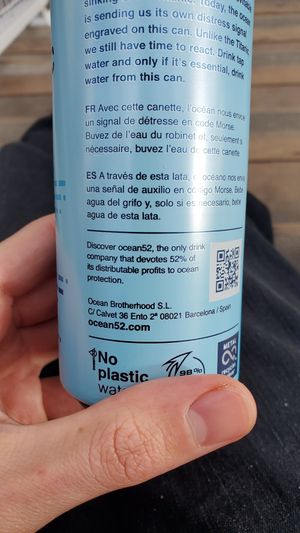 sinking
Today, the ocean
is sending us its own distress signal
engraved on this can. Unlike the Titanic
we still have time to react. Drink tap
water and only if it's essential, drink
water from this can.
FR Avec cette canette, l'océan nous envoie
un signal de détresse en code Morse.
Buvez de l'eau du robinet et, seulement si
nécessaire, buvez l'eau de cette canette.
ES A través de esta lata, el océano nos envía
una señal de auxilio en código Morse. Bebe
agua del grifo y, solo si es necesario, bebe
agua de esta lata.
Discover ocean52, the only drink
company that devotes 52% of
its distributable profits to ocean
protection.
Ocean Brotherhood S.L.
C/ Calvet 36 Ento 2ª 08021 Barcelona / Spain
ocean52.com
No
plastic
98%
METAL